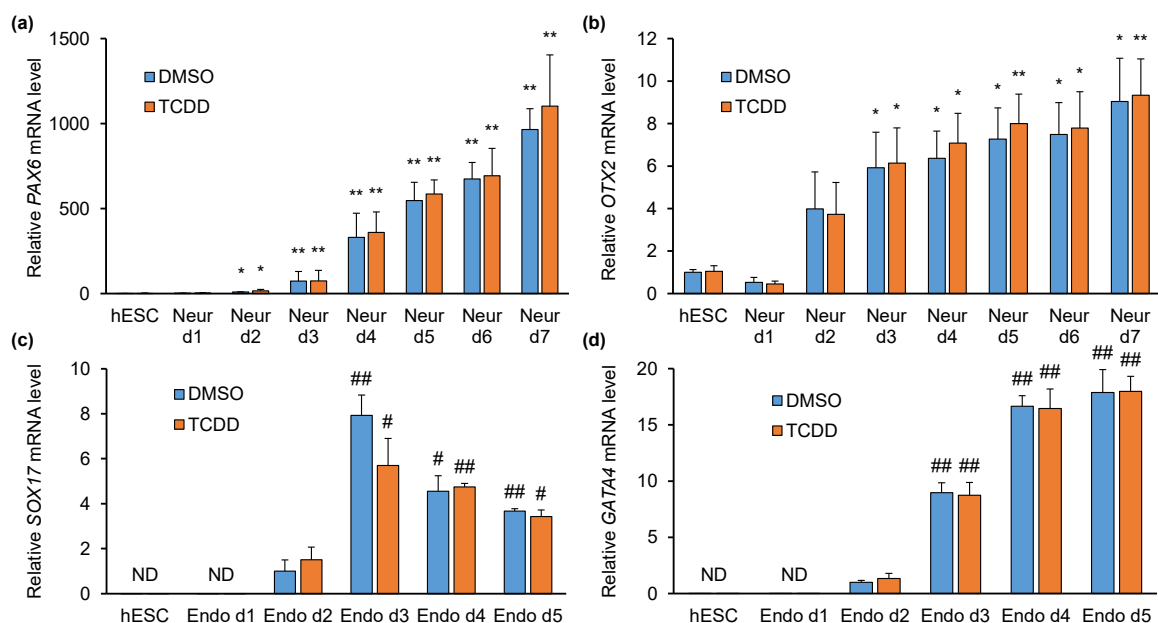 (a)
Relative PAX6 mRNA level
1500
1000
500
0
DMSO
TCDD
* * ** ** ** ** ** ** ** ** ** ** **
hESC Neur d1 Neur d2 Neur d3 Neur d4 Neur d5 Neur d6 Neur d7
(b)
Relative OTX2 mRNA level
12
10
8
6
4
2
0
DMSO
TCDD
* * * * * ** * * * **
hESC Neur d1 Neur d2 Neur d3 Neur d4 Neur d5 Neur d6 Neur d7
(c)
Relative SOX17 mRNA level
10
8
6
4
2
0
DMSO
TCDD
ND ND ## # # ## ## #
hESC Endo d1 Endo d2 Endo d3 Endo d4 Endo d5
(d)
Relative GATA4 mRNA level
20
15
10
5
0
DMSO
TCDD
ND ND ## ## ## ## ## ##
hESC Endo d1 Endo d2 Endo d3 Endo d4 Endo d5